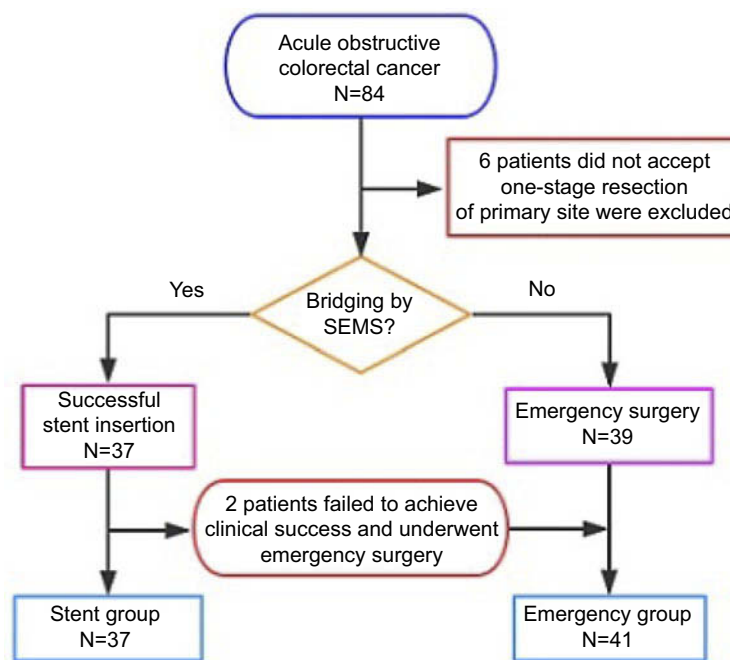 Acule obstructive
colorectal cancer
N=84
6 patients did not accept
one-stage resection
of primary site were excluded
Yes
Bridging by
SEMS?
No
Successful
stent insertion
N=37
Emergency surgery
N=39
2 patients failed to achieve
clinical success and underwent
emergency surgery
Stent group
N=37
Emergency group
N=41